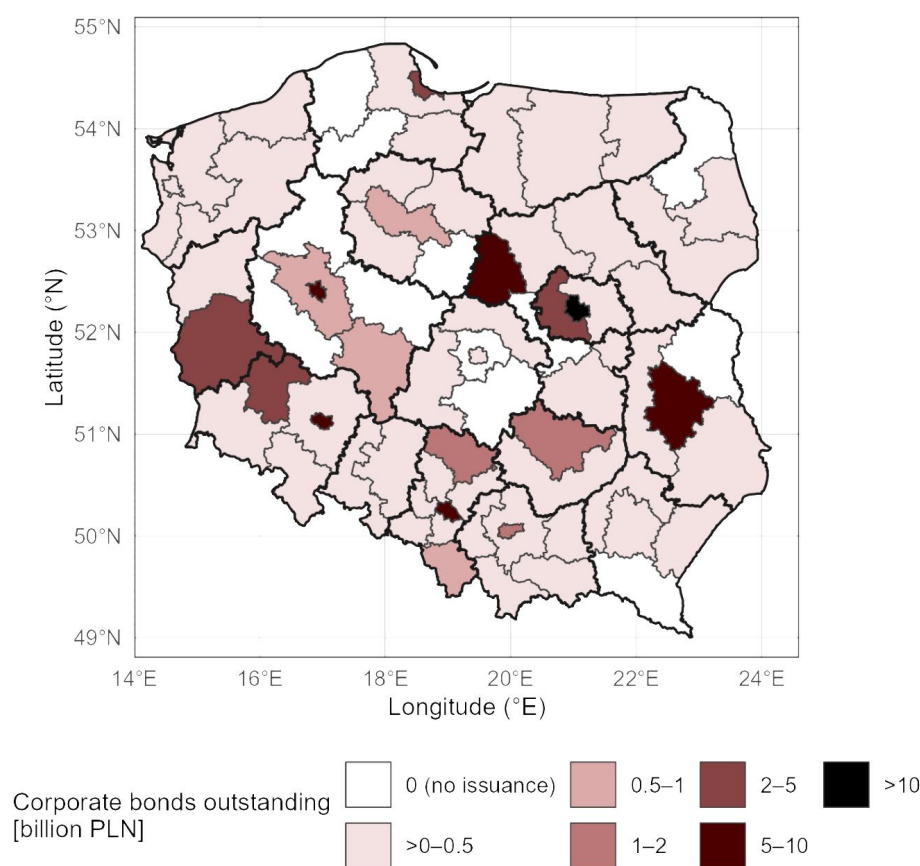 55°N
54°N
53°N
52°N
51°N
50°N
49°N
Latitude (°N)
14°E 16°E 18°E 20°E 22°E 24°E
Longitude (°E)
Corporate bonds outstanding
[billion PLN]
0 (no issuance) 0.5–1 2–5 >10
>0–0.5 1–2 5–10